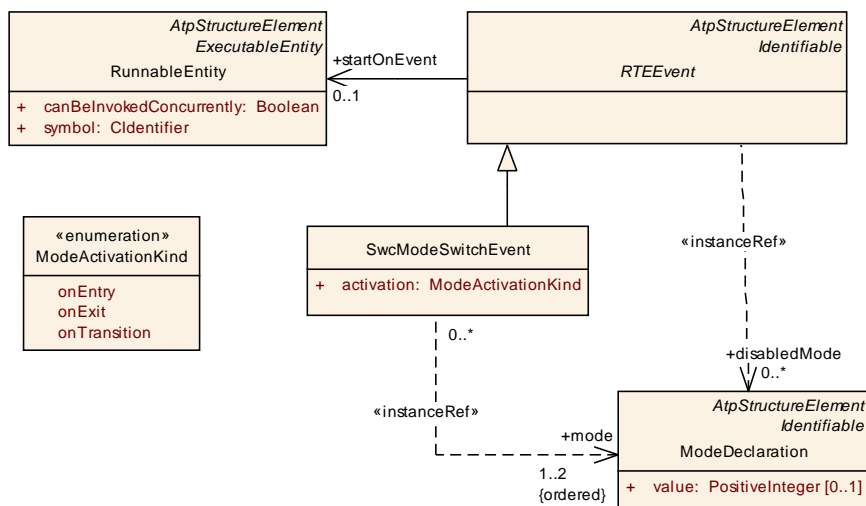 AtpStructureElement
ExecutableEntity
RunnableEntity
+ canBeInvokedConcurrently: Boolean
+ symbol: CIdentifier
+startOnEvent
0..1
AtpStructureElement
Identifiable
RTEEvent
«enumeration»
ModeActivationKind
onEntry
onExit
onTransition
SwcModeSwitchEvent
+ activation: ModeActivationKind
«instanceRef»
0..*
+disabledMode
0..*
«instanceRef»
+mode
1..2
{ordered}
AtpStructureElement
Identifiable
ModeDeclaration
+ value: PositiveInteger [0..1]